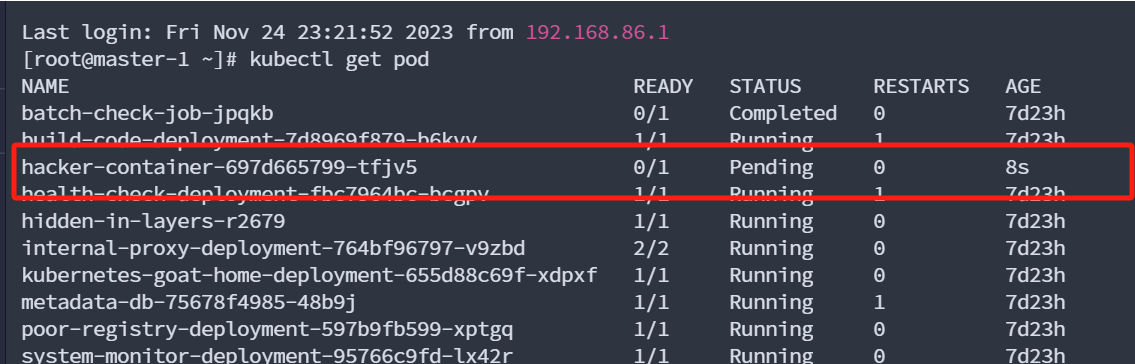 Last login: Fri Nov 24 23:21:52 2023 from 192.168.86.1
[root@master-1 ~]# kubectl get pod
NAME READY STATUS RESTARTS AGE
batch-check-job-jpqkb 0/1 Completed 0 7d23h
build-code-deployment-7d8969f879-b6kvv 1/1 Running 1 7d23h
hacker-container-697d665799-tfjv5 0/1 Pending 0 8s
health-check-deployment-fbc7964bc-bcgpv 1/1 Running 1 7d23h
hidden-in-layers-r2679 1/1 Running 0 7d23h
internal-proxy-deployment-764bf96797-v9zbd 2/2 Running 0 7d23h
kubernetes-goat-home-deployment-655d88c69f-xdpxf 1/1 Running 0 7d23h
metadata-db-75678f4985-48b9j 1/1 Running 1 7d23h
poor-registry-deployment-597b9fb599-xptgq 1/1 Running 0 7d23h
system-monitor-deployment-95766c9fd-lx42r 1/1 Running 0 7d23h